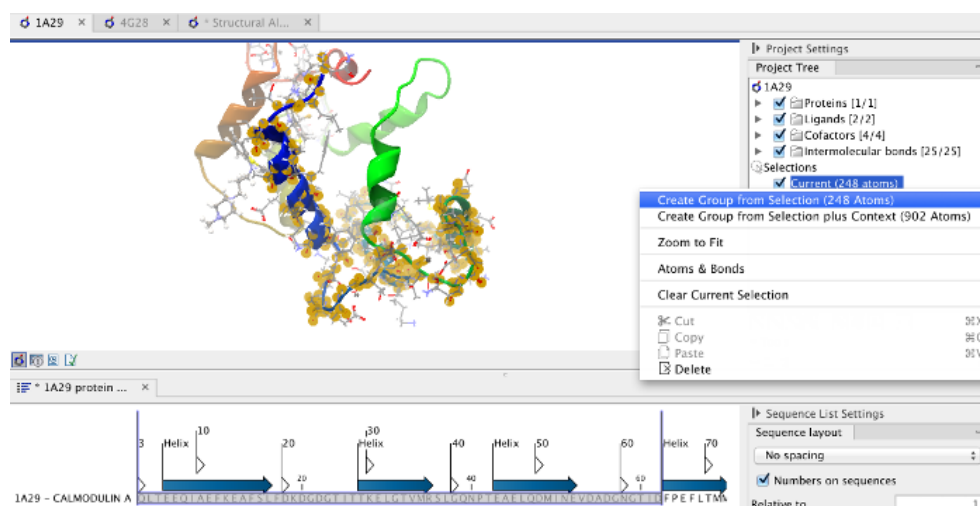 1A29
4G28
* Structural Al...
Project Settings
Project Tree
1A29
Proteins [1/1]
Ligands [2/2]
Cofactors [4/4]
Intermolecular bonds [25/25]
Selections
Current (248 atoms)
Create Group from Selection (248 Atoms)
Create Group from Selection plus Context (902 Atoms)
Zoom to Fit
Atoms & Bonds
Clear Current Selection
Cut
Copy
Paste
Delete
* 1A29 protein ...
Sequence List Settings
Sequence layout
No spacing
Numbers on sequences
Relative to 1
3 Helix 10 20 Helix 30 40 Helix 50 60 Helix 70
20 40 60
1A29 - CALMODULIN A